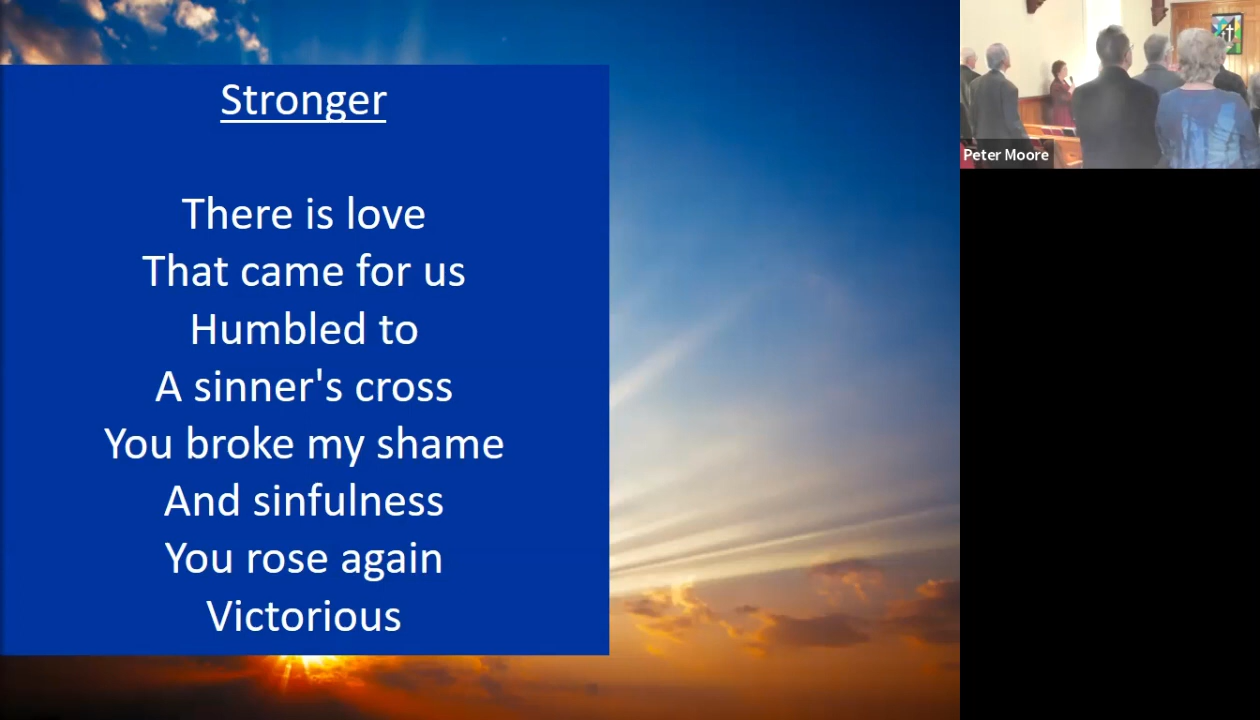 Stronger
There is love
That came for us
Humbled to
A sinner's cross
You broke my shame
And sinfulness
You rose again
Victorious
Peter Moore